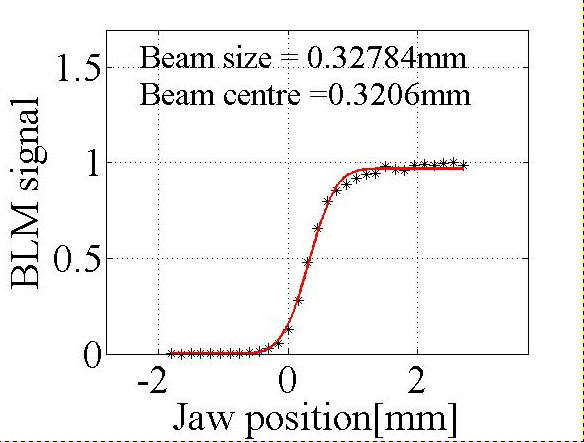 Beam size = 0.32784mm
Beam centre =0.3206mm
1.5
1
0.5
0
-2 0 2
BLM signal
Jaw position[mm]